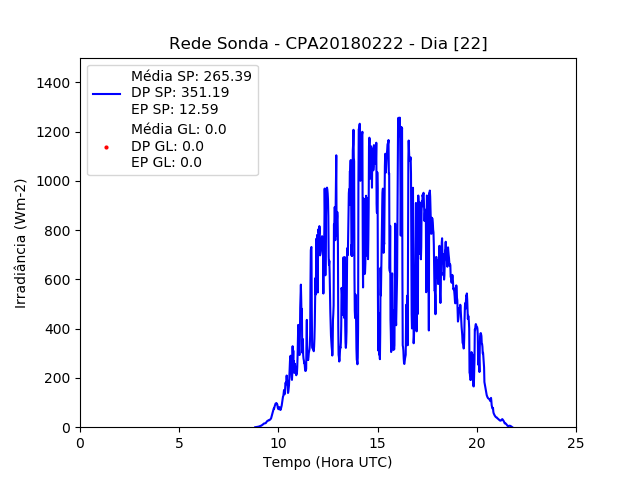 Rede Sonda - CPA20180222 - Dia [22]
Média SP: 265.39
DP SP: 351.19
EP SP: 12.59
Média GL: 0.0
DP GL: 0.0
EP GL: 0.0
Irradiância (Wm-2)
1400
1200
1000
800
600
400
200
0
0 5 10 15 20 25
Tempo (Hora UTC)